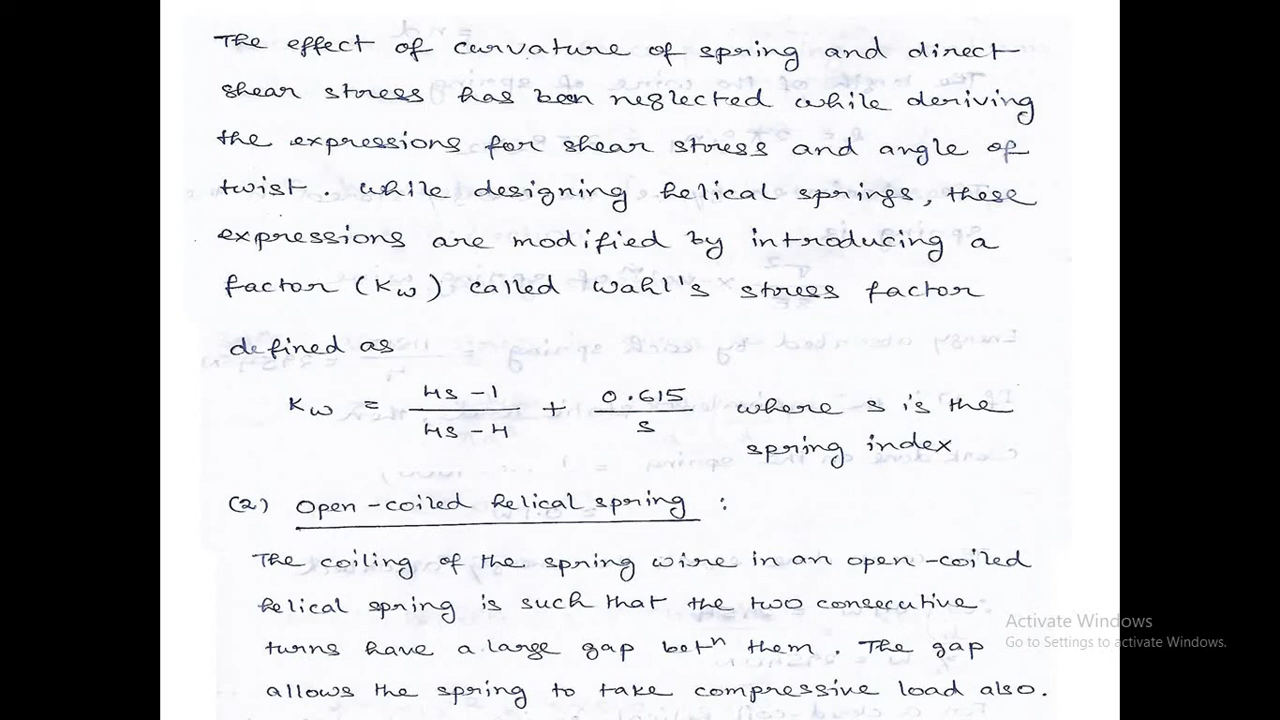 The effect of curvature of spring and direct
shear stress has been neglected while deriving
the expressions for shear stress and angle of
twist. While designing helical springs, these
expressions are modified by introducing a
factor (Kw) called Wahl's stress factor
defined as
Kw = 4s - 1 / 4s - 4 + 0.615 / s where s is the
spring index
(2) Open-coiled helical spring :
The coiling of the spring wire in an open-coiled
helical spring is such that the two consecutive
turns have a large gap betn them. The gap
allows the spring to take compressive load also.
Activate Windows
Go to Settings to activate Windows.